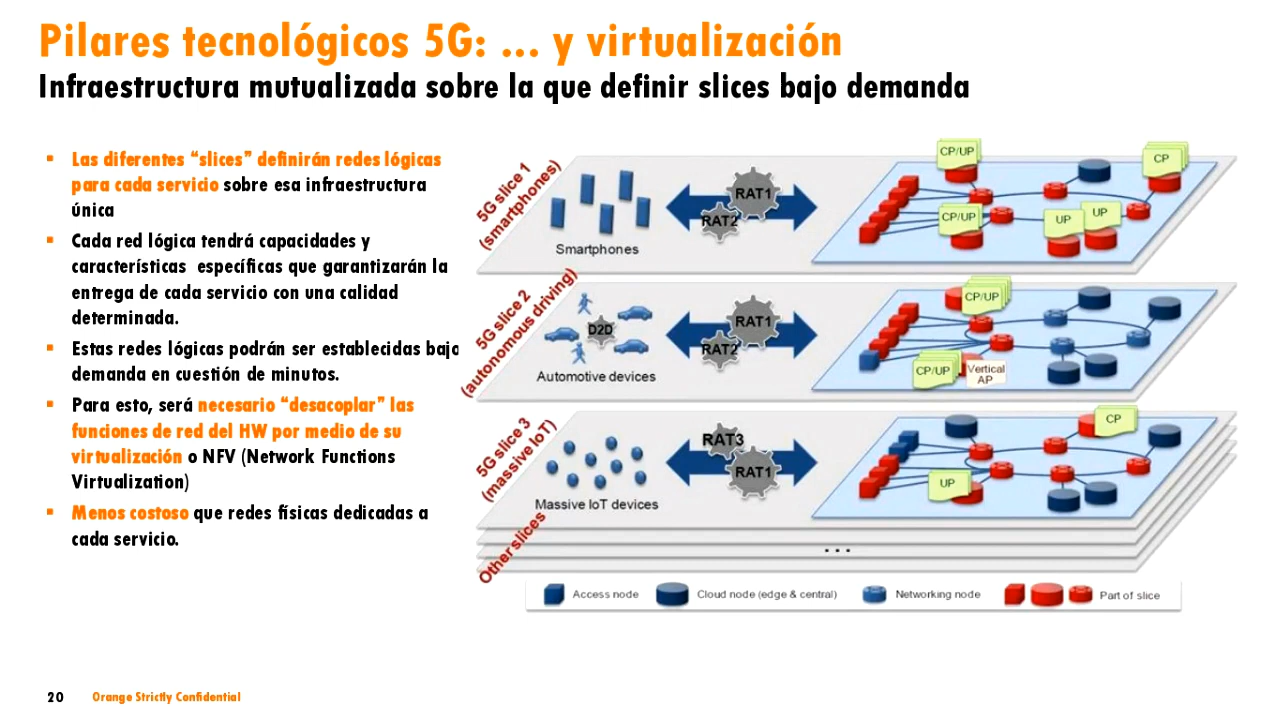 Pilares tecnológicos 5G: ... y virtualización
Infraestructura mutualizada sobre la que definir slices bajo demanda
▪ Las diferentes “slices” definirán redes lógicas
para cada servicio sobre esa infraestructura
única
▪ Cada red lógica tendrá capacidades y
características específicas que garantizarán la
entrega de cada servicio con una calidad
determinada.
▪ Estas redes lógicas podrán ser establecidas bajo
demanda en cuestión de minutos.
▪ Para esto, será necesario “desacoplar” las
funciones de red del HW por medio de su
virtualización o NFV (Network Functions
Virtualization)
▪ Menos costoso que redes físicas dedicadas a
cada servicio.
5G slice 1
(smartphones)
Smartphones
RAT1
RAT2
CP/UP
CP
CP/UP
UP
UP
5G slice 2
(autonomous driving)
D2D
Automotive devices
RAT1
RAT2
CP/UP
CP/UP
Vertical
AP
5G slice 3
(massive IoT)
Massive IoT devices
RAT3
RAT1
CP
UP
Other slices
...
Access node
Cloud node (edge & central)
Networking node
Part of slice
20 Orange Strictly Confidential